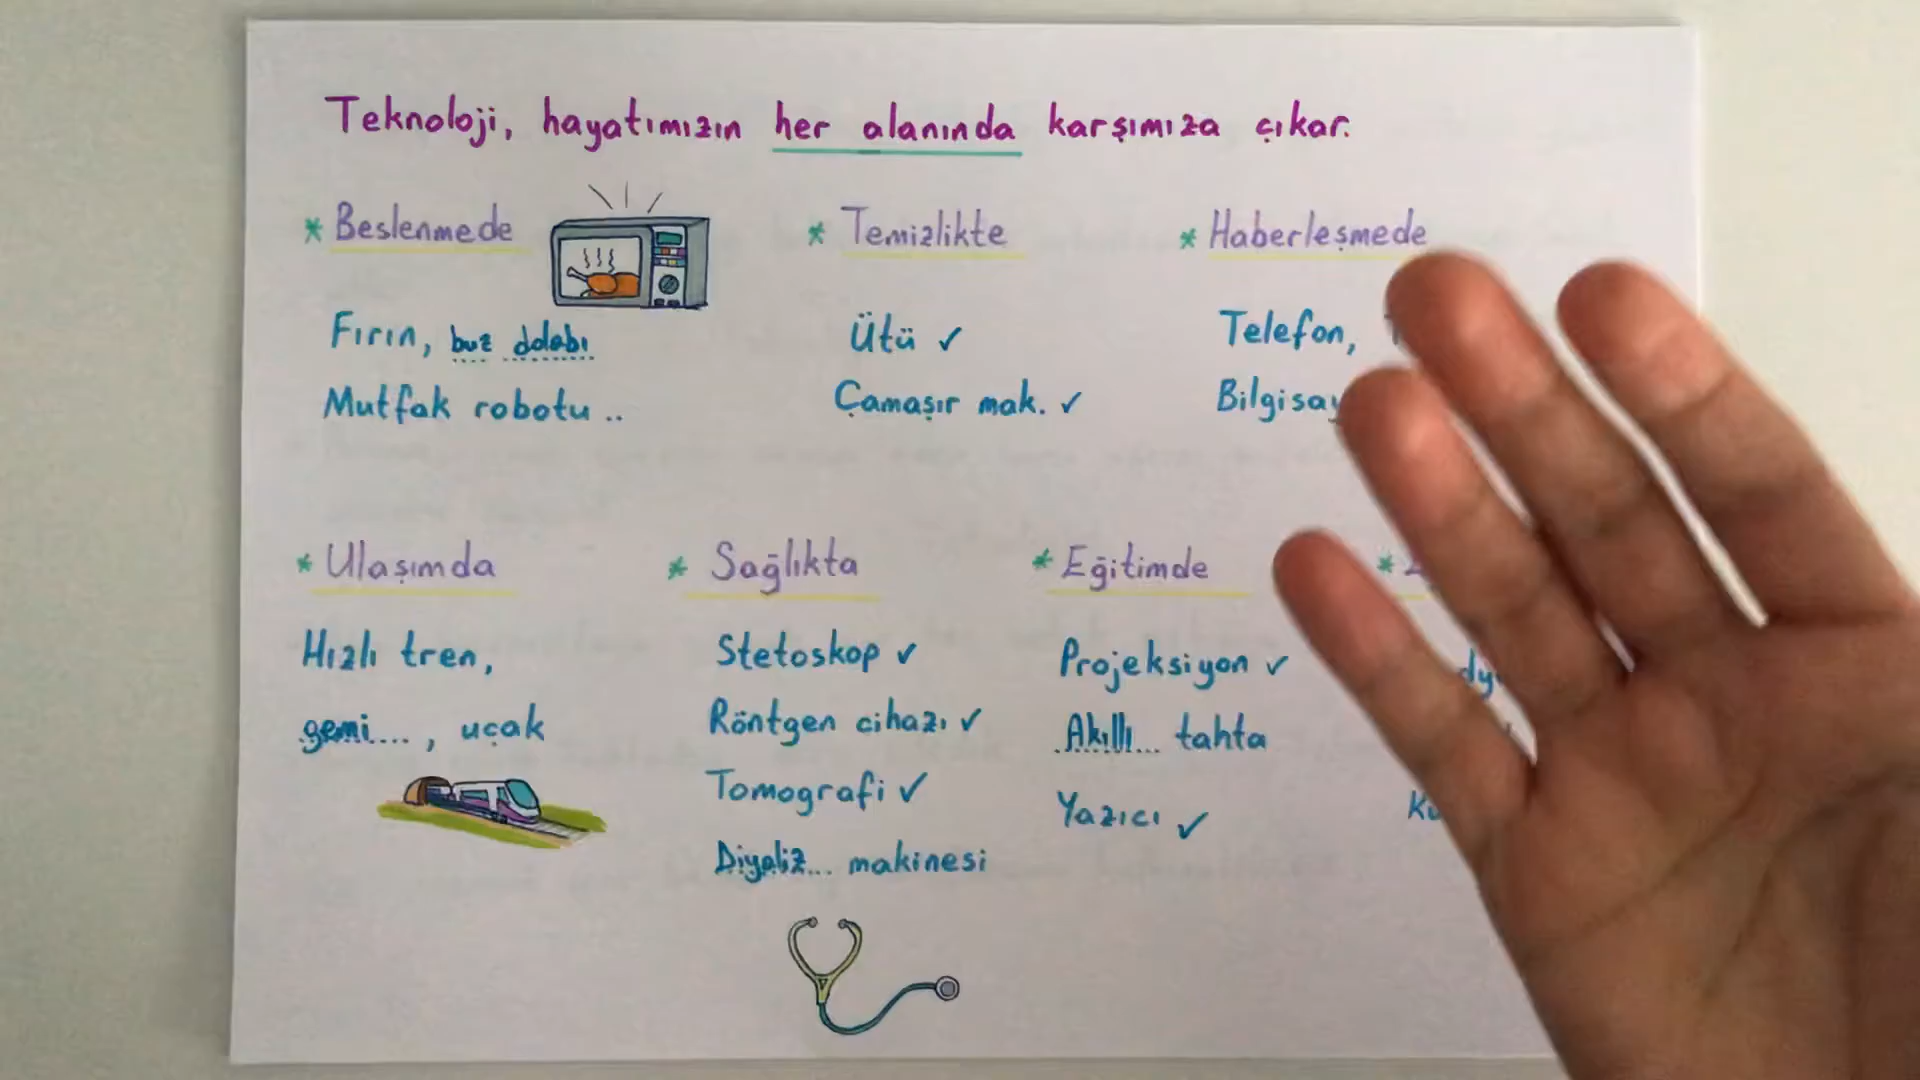 Teknoloji, hayatımızın her alanında karşımıza çıkar.
* Beslenmede
Fırın, buz dolabı
Mutfak robotu ..
* Temizlikte
Ütü ✓
Çamaşır mak. ✓
* Haberleşmede
Telefon,
* Ulaşımda
Hızlı tren,
gemi...., uçak
* Sağlıkta
Stetoskop ✓
Röntgen cihazı ✓
Tomografi ✓
Diyaliz... makinesi
* Eğitimde
Projeksiyon ✓
Akıllı... tahta
Yazıcı ✓